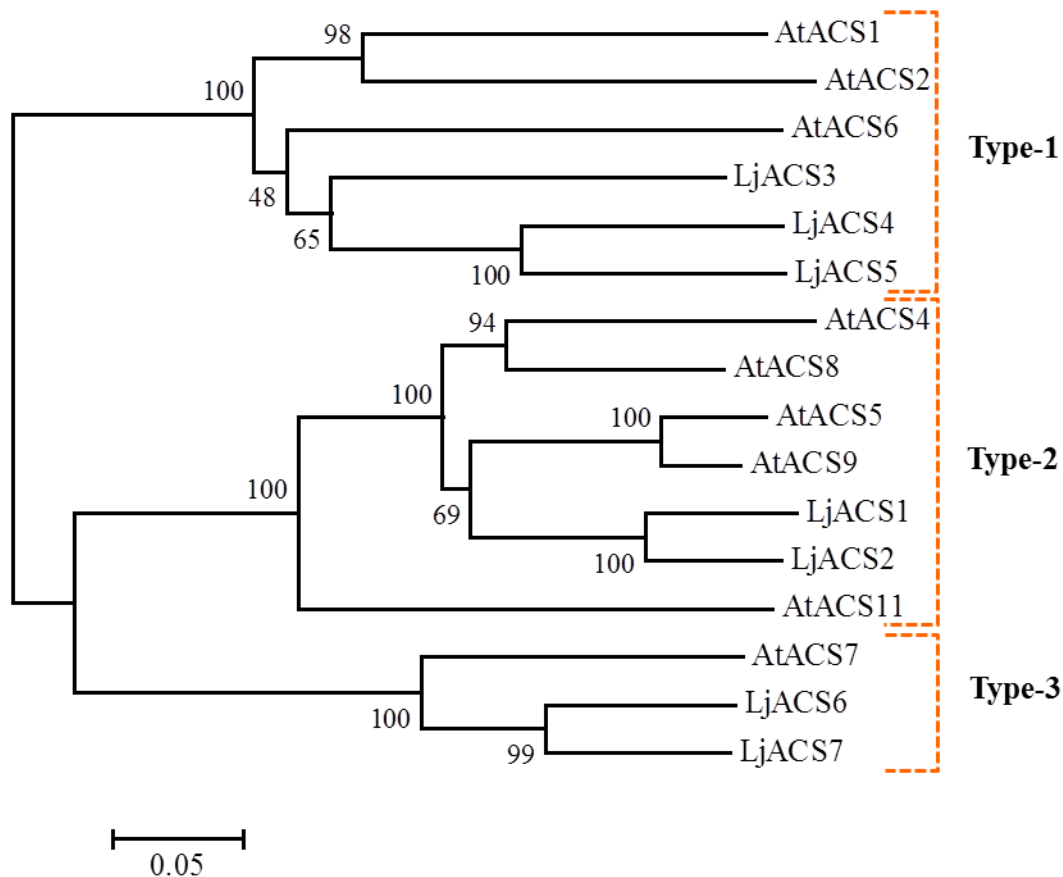 AtACS1
98
AtACS2
100
AtACS6
Type-1
LjACS3
48
LjACS4
65
LjACS5
100
AtACS4
94
AtACS8
100
AtACS5
100
AtACS9
Type-2
100
LjACS1
69
LjACS2
100
AtACS11
AtACS7
Type-3
LjACS6
100
LjACS7
99
0.05